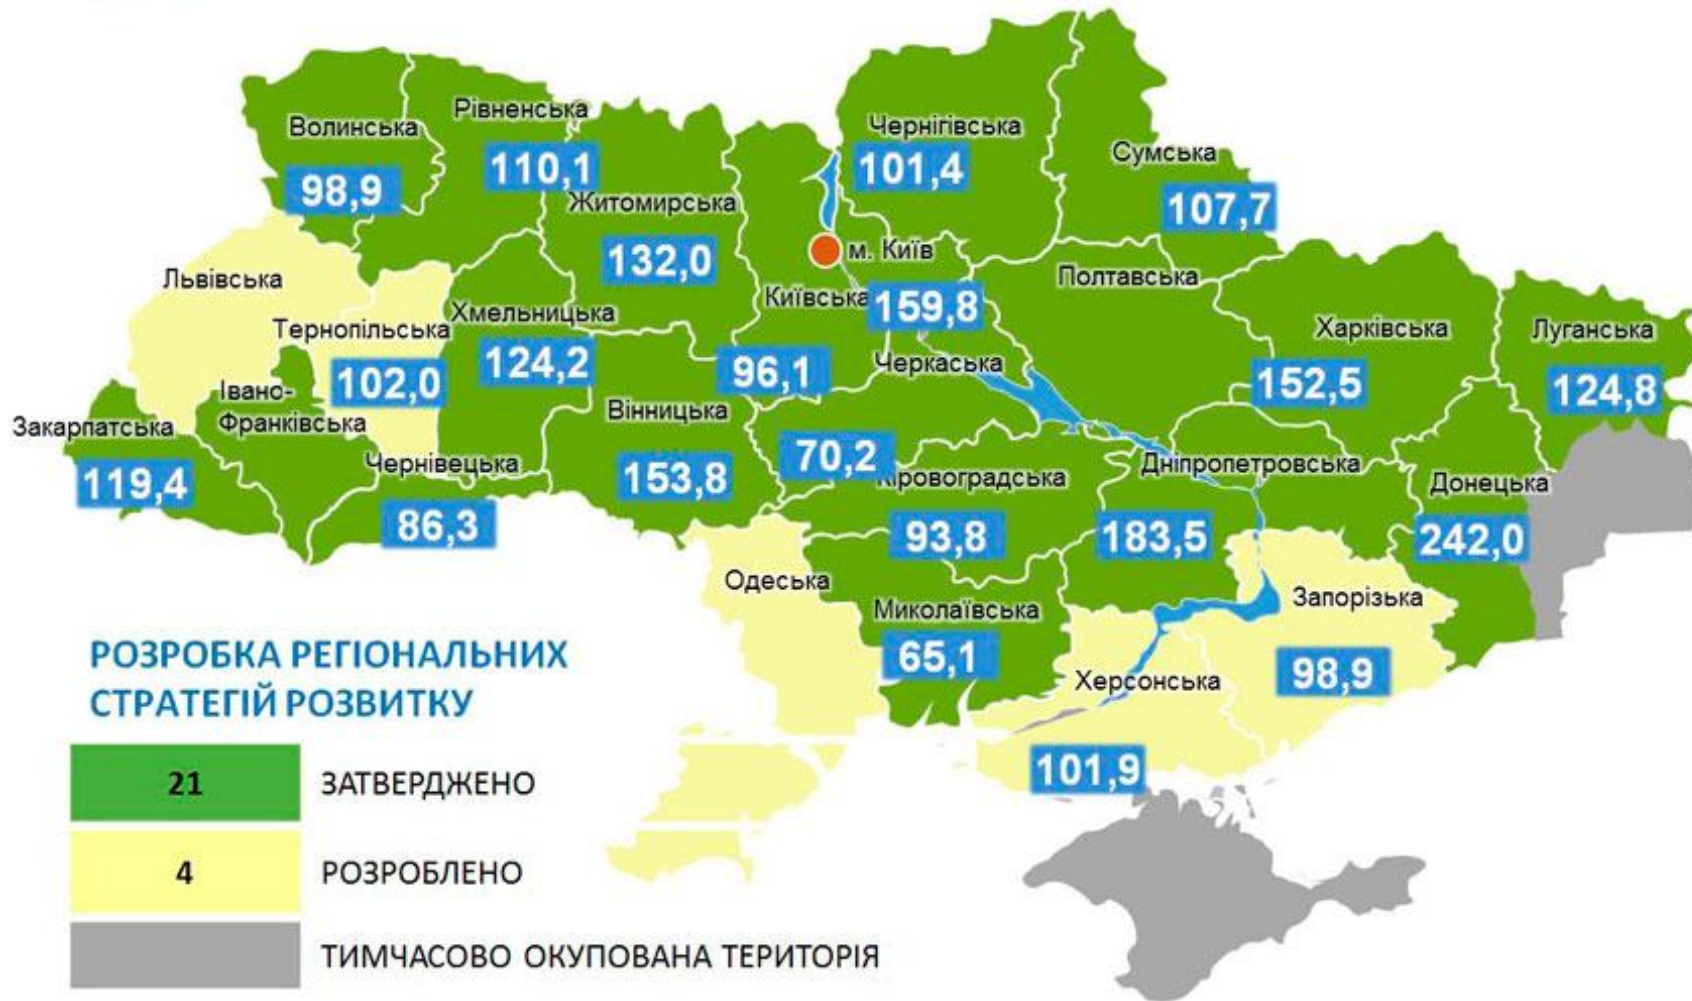 Волинська
98,9
Рівненська
110,1
Житомирська
132,0
Чернігівська
101,4
Сумська
107,7
м. Київ
159,8
Київська
96,1
Полтавська
Харківська
152,5
Луганська
124,8
Львівська
Тернопільська
102,0
Хмельницька
124,2
Черкаська
70,2
Вінницька
153,8
Івано-
Франківська
Закарпатська
119,4
Чернівецька
86,3
Кіровоградська
93,8
Дніпропетровська
183,5
Донецька
242,0
Одеська
Миколаївська
65,1
Запорізька
98,9
Херсонська
101,9
РОЗРОБКА РЕГІОНАЛЬНИХ
СТРАТЕГІЙ РОЗВИТКУ
21 ЗАТВЕРДЖЕНО
4 РОЗРОБЛЕНО
ТИМЧАСОВО ОКУПОВАНА ТЕРИТОРІЯ